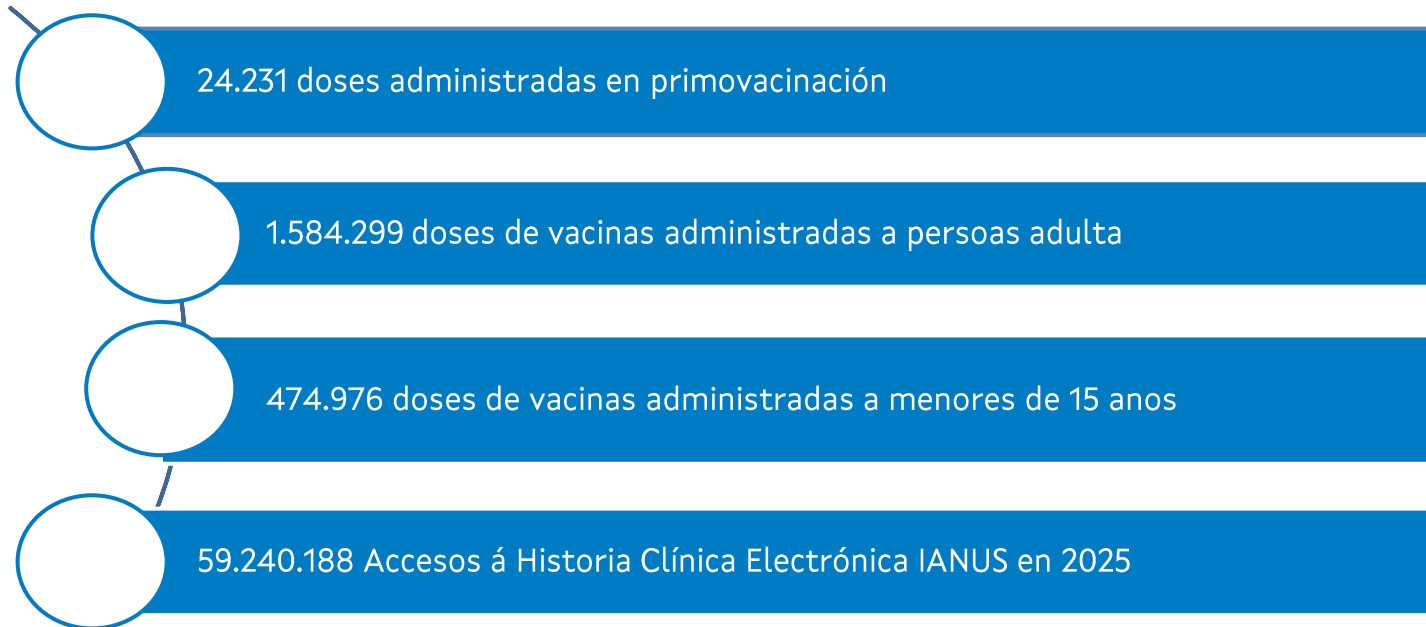 24.231 doses administradas en primovacinación
1.584.299 doses de vacinas administradas a persoas adulta
474.976 doses de vacinas administradas a menores de 15 anos
59.240.188 Accesos á Historia Clínica Electrónica IANUS en 2025